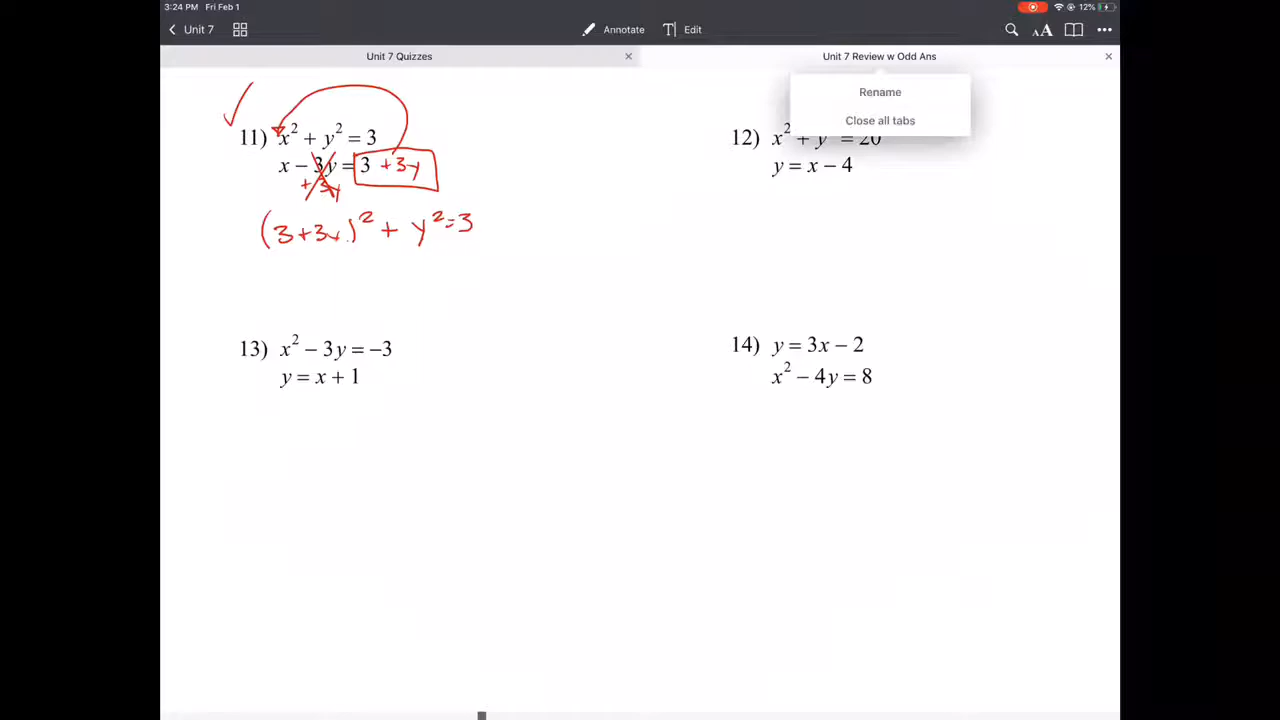 3:24 PM Fri Feb 1
12%
Unit 7
Annotate
Edit
AA
Unit 7 Quizzes
Unit 7 Review w Odd Ans
Rename
Close all tabs
11) x² + y² = 3
x − 3y = 3 +3y
+ 3y
(3+3y)² + y² = 3
12) x² + y² = 20
y = x − 4
13) x² − 3y = −3
y = x + 1
14) y = 3x − 2
x² − 4y = 8